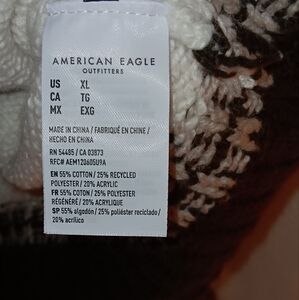 AMERICAN EAGLE
OUTFITTERS
US XL
CA TG
MX EXG
MADE IN CHINA / FABRIQUÉ EN CHINE /
HECHO EN CHINA
RN 54485 / CA 03873
RFC# AEM120605U9A
EN 55% COTTON / 25% RECYCLED
POLYESTER / 20% ACRYLIC
FR 55% COTON / 25% POLYESTER
RÉGÉNÉRÉ / 20% ACRYLIQUE
SP 55% algodón / 25% poliéster reciclado /
20% acrílico